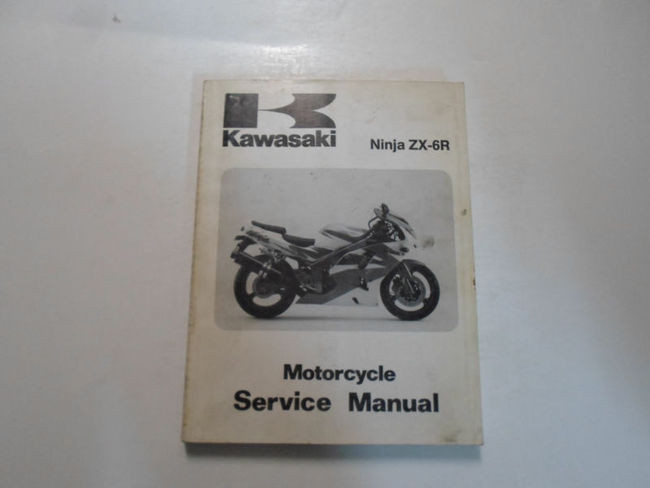 Kawasaki
Ninja ZX-6R
Motorcycle
Service Manual